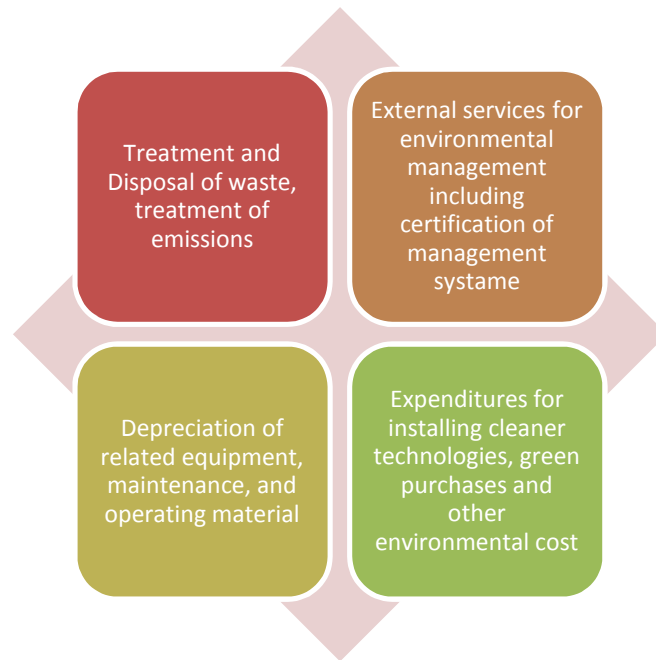 Treatment and
Disposal of waste,
treatment of
emissions
External services for
environmental
management
including
certification of
management
systame
Depreciation of
related equipment,
maintenance, and
operating material
Expenditures for
installing cleaner
technologies, green
purchases and
other
environmental cost